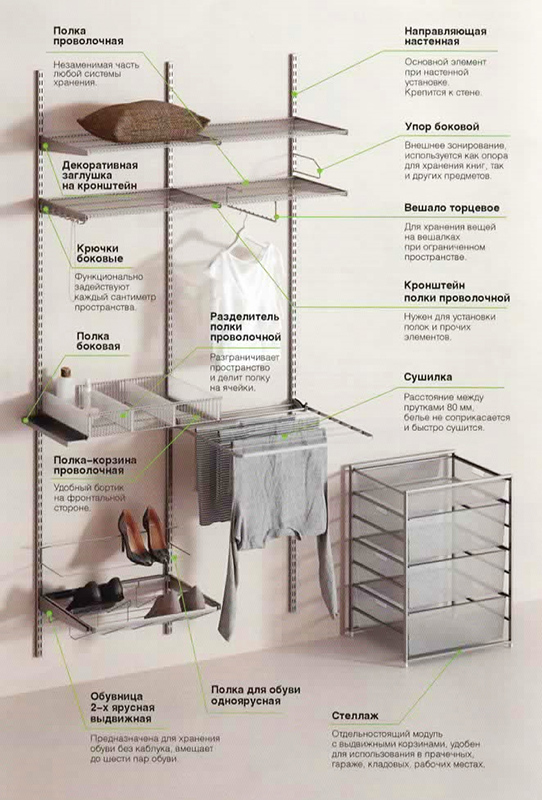 Полка
проволочная
Незаменимая часть
любой системы
хранения.
Направляющая
настенная
Основной элемент
при настенной
установке.
Крепится к стене.
Упор боковой
Внешнее зонирование,
используется как опора
для хранения книг, так
и других предметов.
Декоративная
заглушка
на кронштейн
Вешало торцевое
Для хранения вещей
на вешалках
при ограниченном
пространстве.
Крючки
боковые
Функционально
задействуют
каждый сантиметр
пространства.
Кронштейн
полки проволочной
Нужен для установки
полок и прочих
элементов.
Разделитель
полки
проволочной
Разграничивает
пространство
и делит полку
на ячейки.
Полка
боковая
Сушилка
Расстояние между
прутками 80 мм,
белье не соприкасается
и быстро сушится.
Полка-корзина
проволочная
Удобный бортик
на фронтальной
стороне.
Обувница
2-х ярусная
выдвижная
Предназначена для хранения
обуви без каблука, вмещает
до шести пар обуви.
Полка для обуви
одноярусная
Стеллаж
Отдельностоящий модуль
с выдвижными корзинами, удобен
для использования в прачечных,
гараже, кладовых, рабочих местах.